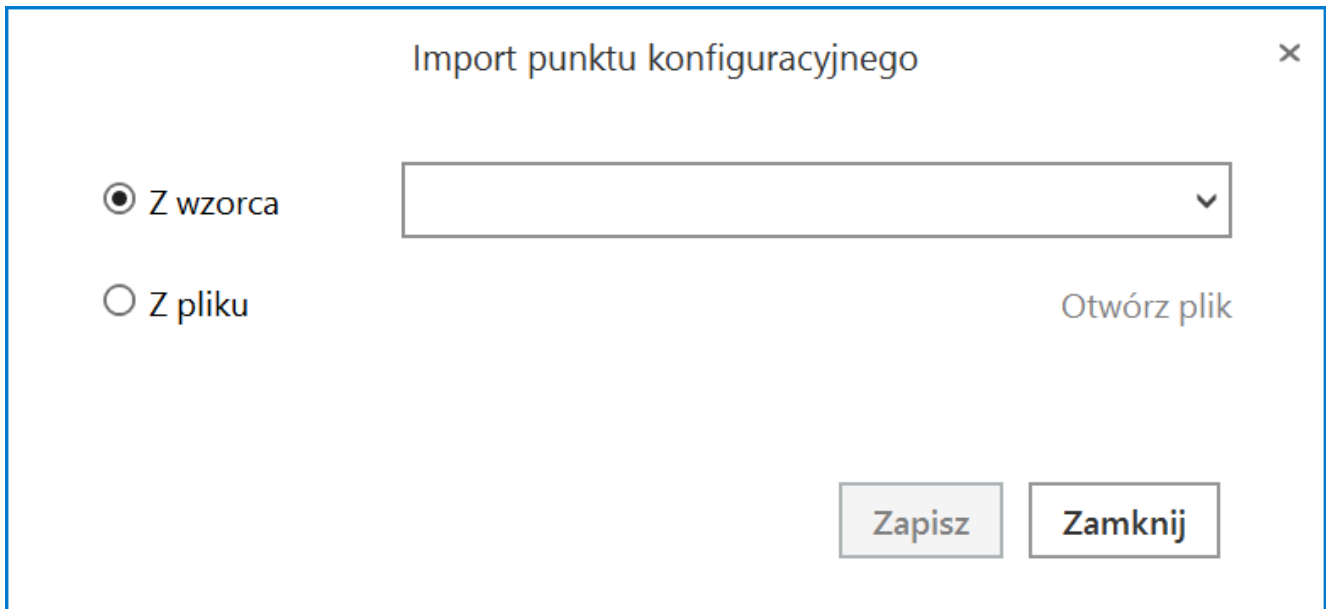 Import punktu konfiguracyjnego
Z wzorca
Z pliku
Otwórz plik
Zapisz
Zamknij